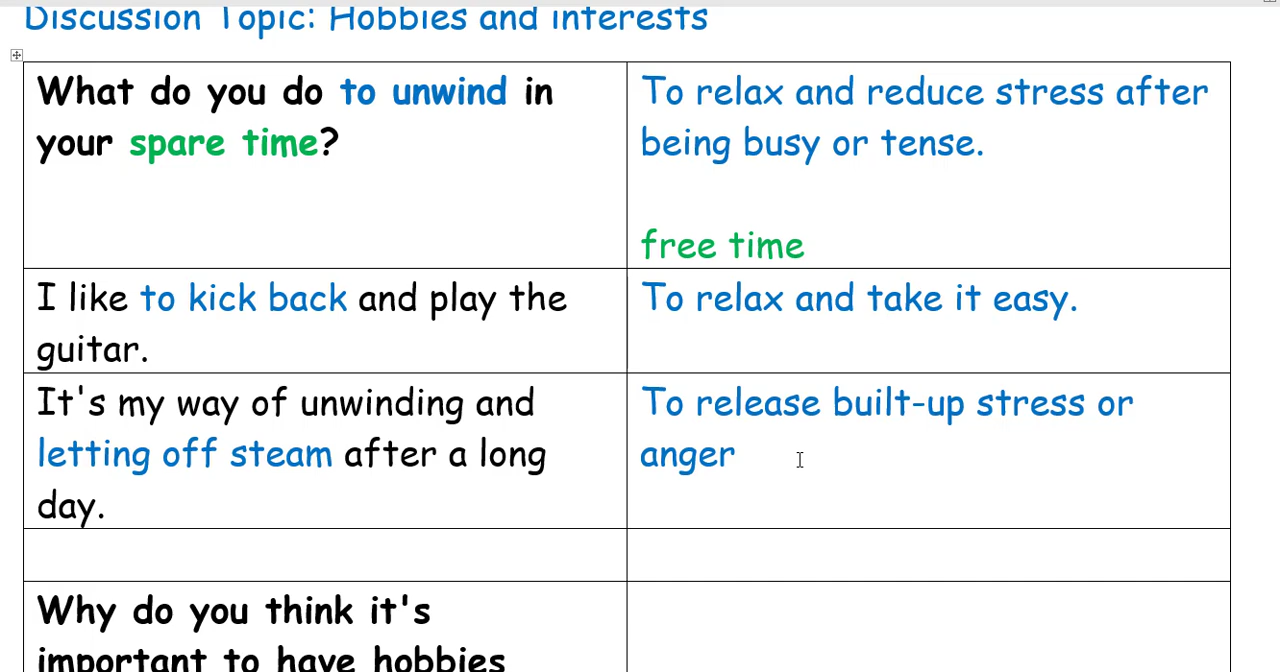 Discussion Topic: Hobbies and interests
What do you do to unwind in
your spare time?
To relax and reduce stress after
being busy or tense.
free time
I like to kick back and play the
guitar.
To relax and take it easy.
It's my way of unwinding and
letting off steam after a long
day.
To release built-up stress or
anger
Why do you think it's
important to have hobbies